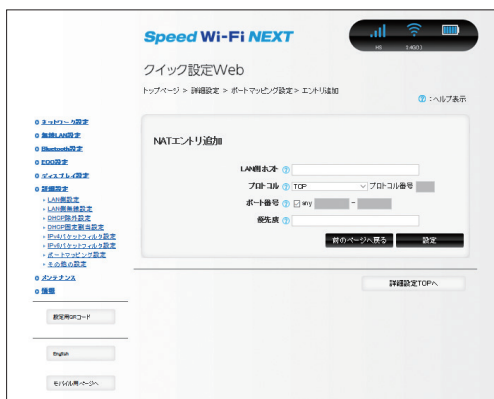 Speed Wi-Fi NEXT
HS
2.4G(1)
クイック設定Web
トップページ > 詳細設定 > ポートマッピング設定 > エントリ追加
? : ヘルプ表示
ネットワーク設定
無線LAN設定
Bluetooth設定
ECO設定
ディスプレイ設定
詳細設定
LAN側設定
LAN側無線設定
DHCP除外設定
DHCP固定割当設定
IPv4パケットフィルタ設定
IPv6パケットフィルタ設定
ポートマッピング設定
その他の設定
メンテナンス
情報
設定用QRコード
English
モバイル用ページへ
NATエントリ追加
LAN側ホスト ?
プロトコル ? TCP プロトコル番号
ポート番号 ? any -
優先度 ?
前のページへ戻る 設定
詳細設定TOPへ